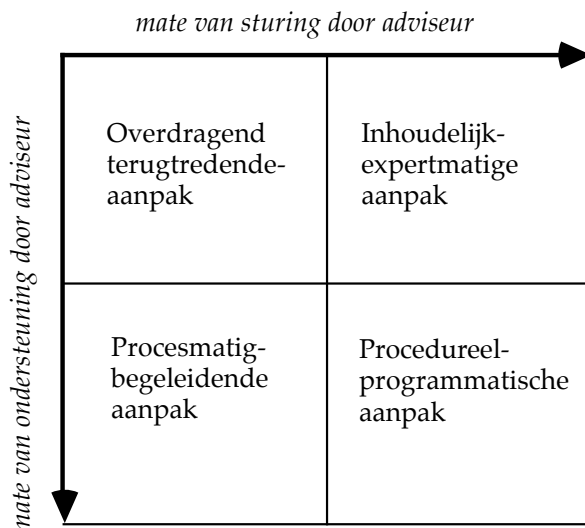 mate van sturing door adviseur
mate van ondersteuning door adviseur
Overdragend
terugtredende-
aanpak
Inhoudelijk-
expertmatige
aanpak
Procesmatig-
begeleidende
aanpak
Procedureel-
programmatische
aanpak